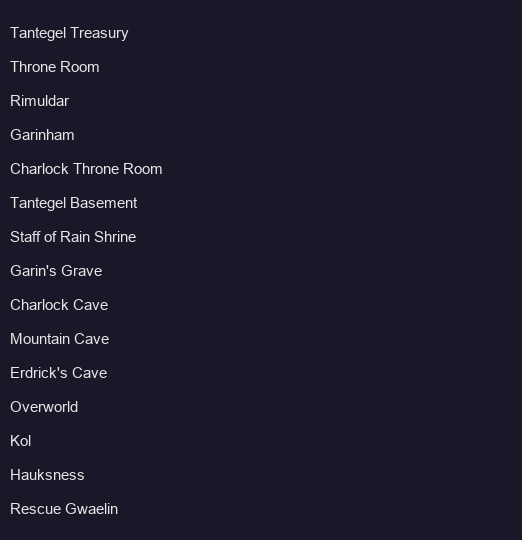 Tantegel Treasury
Throne Room
Rimuldar
Garinham
Charlock Throne Room
Tantegel Basement
Staff of Rain Shrine
Garin's Grave
Charlock Cave
Mountain Cave
Erdrick's Cave
Overworld
Kol
Hauksness
Rescue Gwaelin